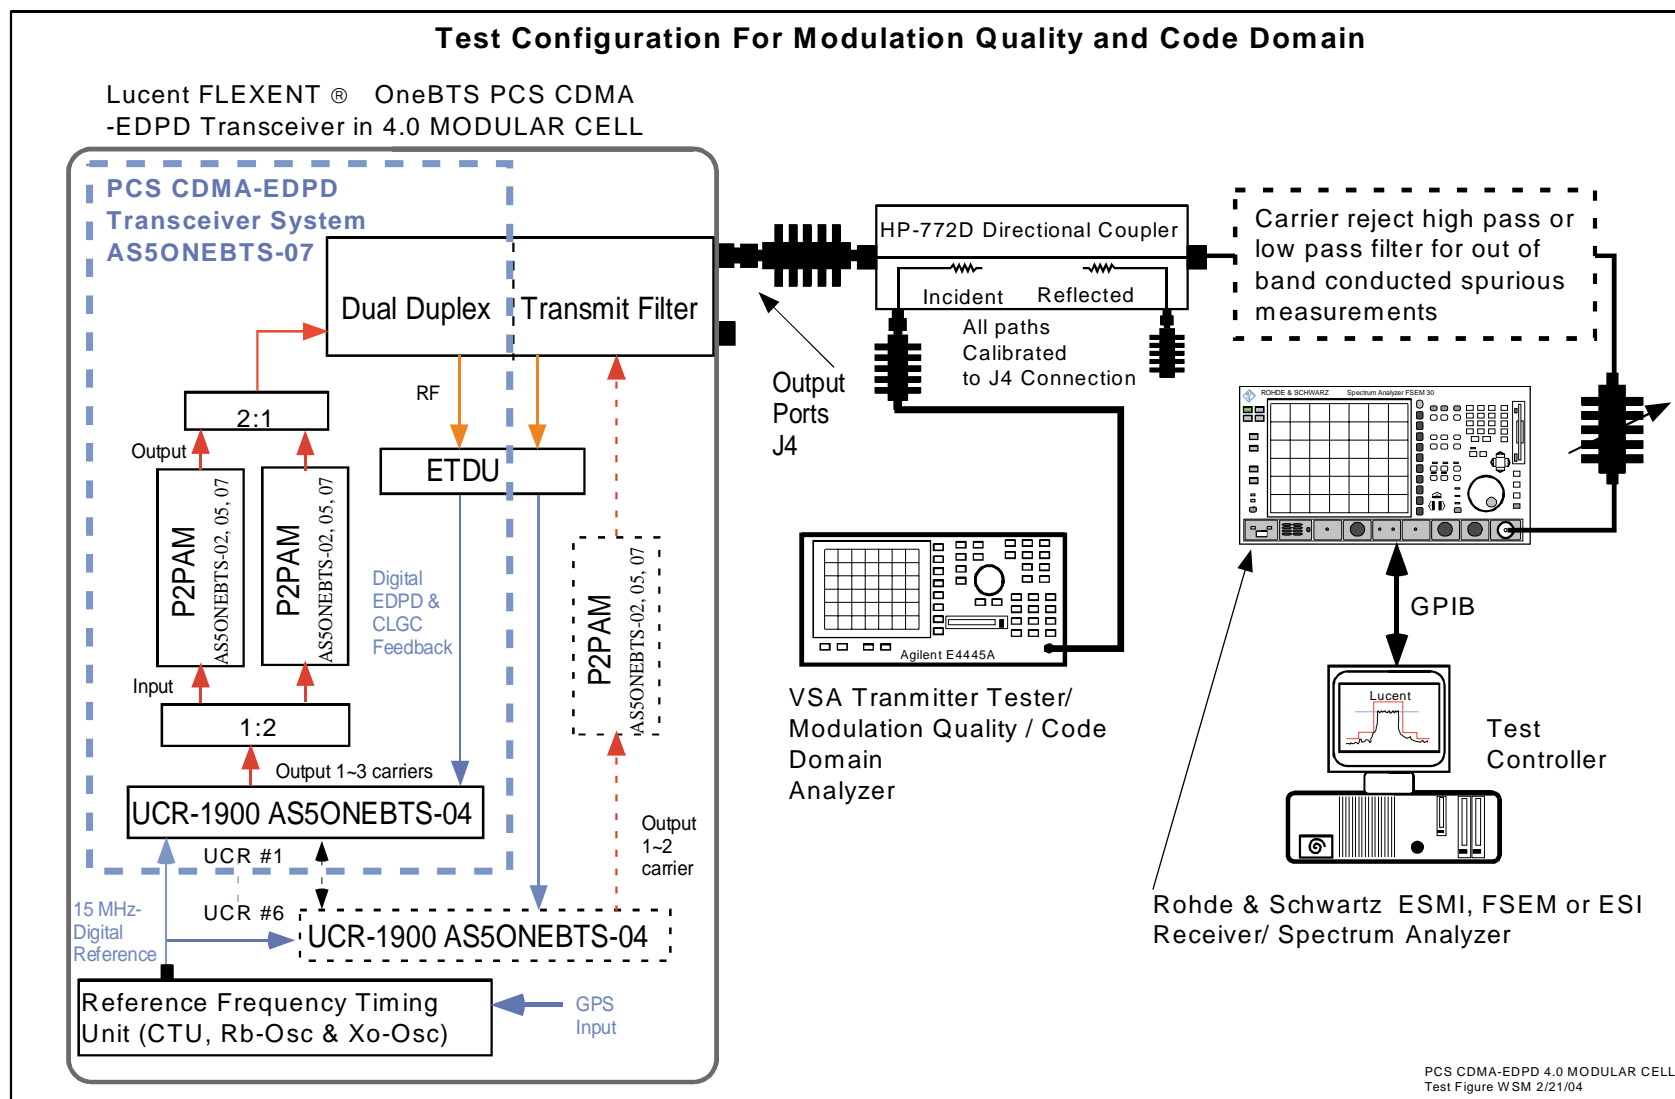 Test Configuration For Modulation Quality and Code Domain
Lucent FLEXENT ® OneBTS PCS CDMA
-EDPD Transceiver in 4.0 MODULAR CELL
PCS CDMA-EDPD
Transceiver System
AS5ONEBTS-07
Dual Duplex
Transmit Filter
RF
2:1
Output
ETDU
P2PAM
AS5ONEBTS-02, 05, 07
P2PAM
AS5ONEBTS-02, 05, 07
P2PAM
AS5ONEBTS-02, 05, 07
Digital
EDPD &
CLGC
Feedback
Input
1:2
Output 1~3 carriers
UCR-1900 AS5ONEBTS-04
Output
1~2
carrier
UCR #1
UCR #6
15 MHz-
Digital
Reference
UCR-1900 AS5ONEBTS-04
Reference Frequency Timing
Unit (CTU, Rb-Osc & Xo-Osc)
GPS
Input
HP-772D Directional Coupler
Incident
Reflected
All paths
Calibrated
to J4 Connection
Output
Ports
J4
Carrier reject high pass or
low pass filter for out of
band conducted spurious
measurements
ROHDE & SCHWARZ Spectrum Analyzer FSEM 30
Agilent E4445A
VSA Tranmitter Tester/
Modulation Quality / Code
Domain
Analyzer
GPIB
Lucent
Test
Controller
Rohde & Schwartz ESMI, FSEM or ESI
Receiver/ Spectrum Analyzer
PCS CDMA-EDPD 4.0 MODULAR CELL
Test Figure WSM 2/21/04